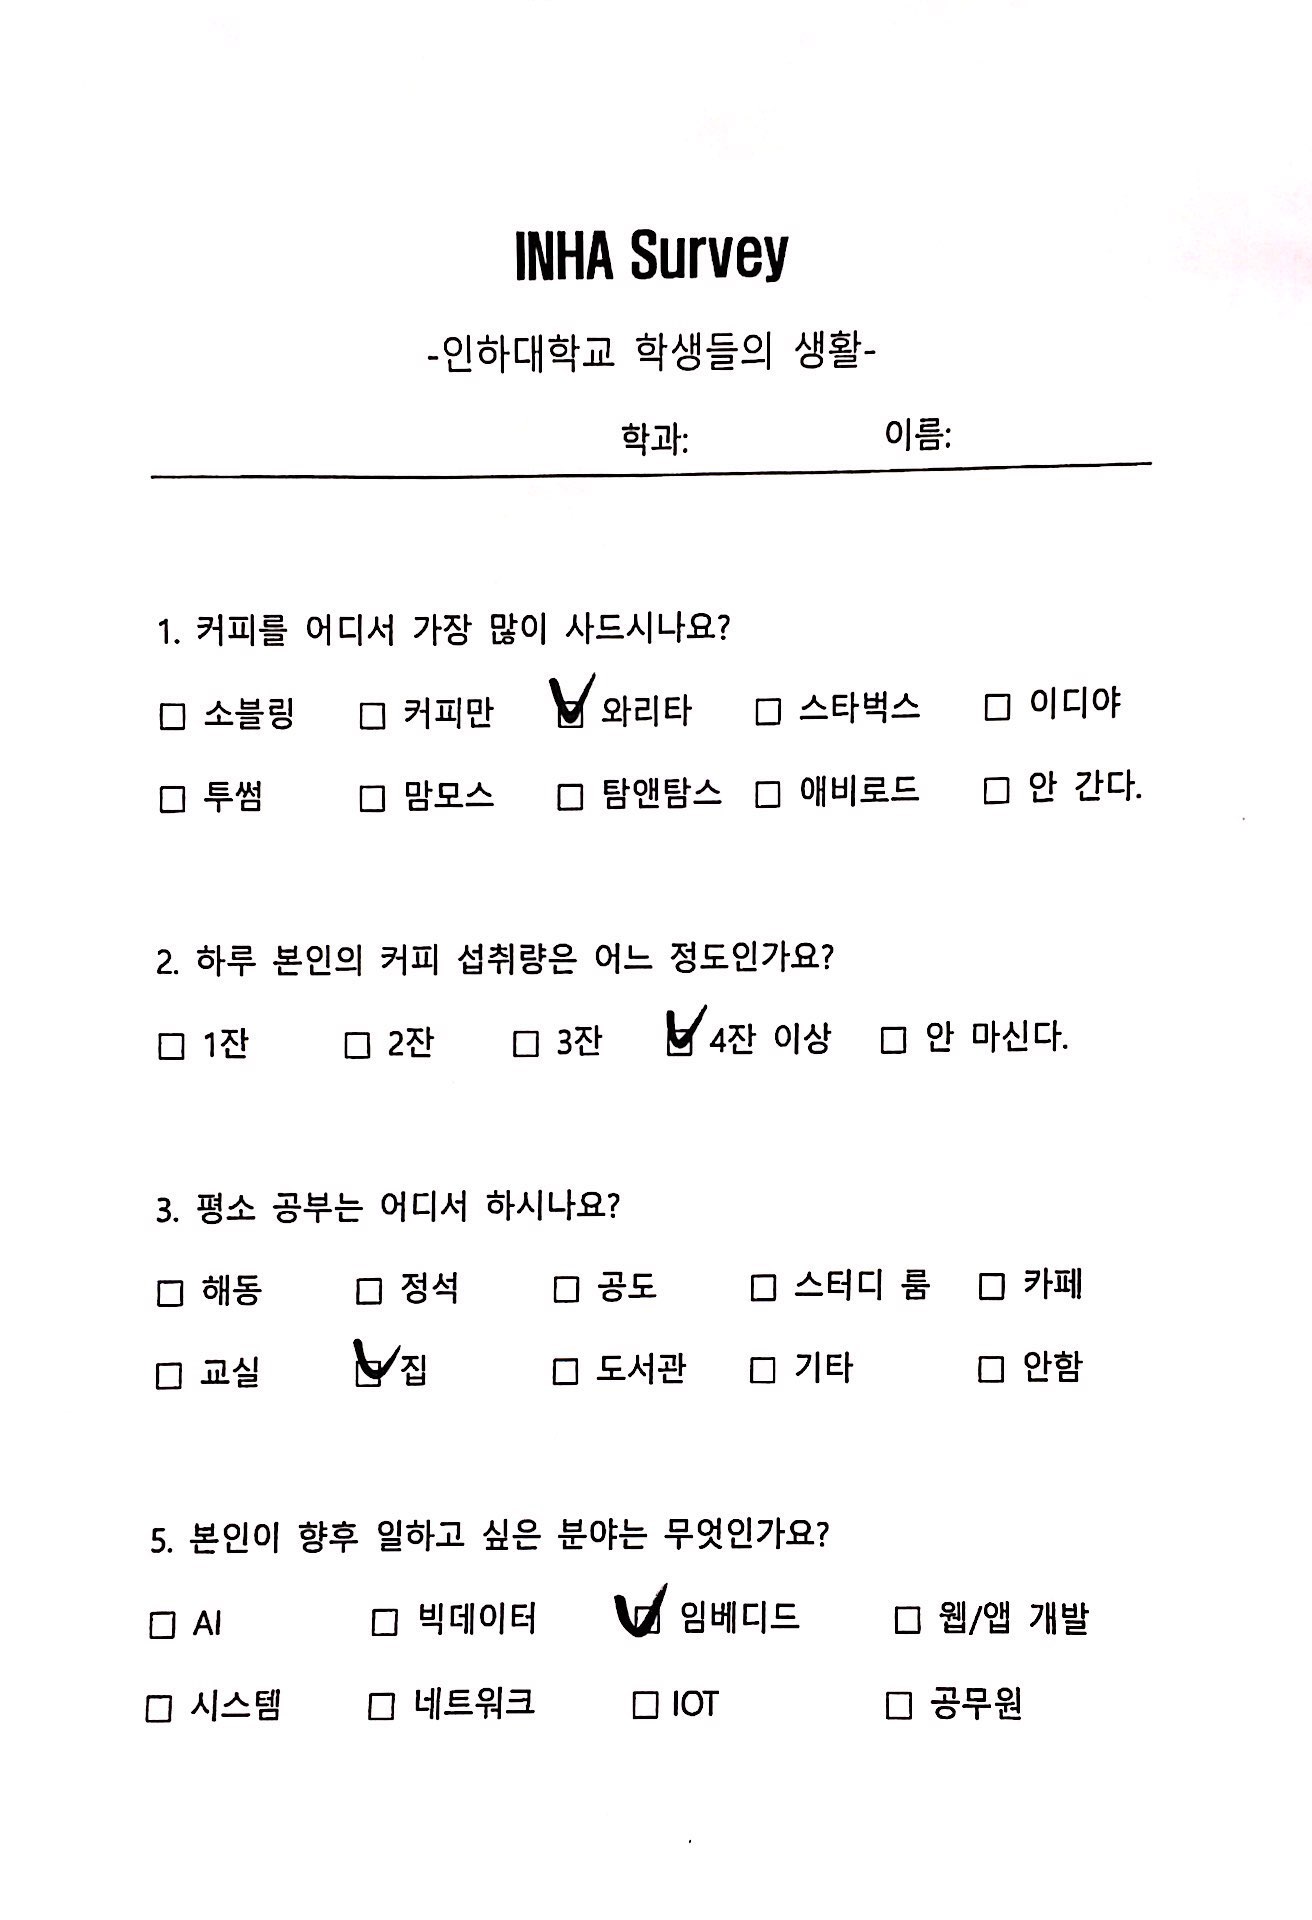 INHA Survey
-인하대학교 학생들의 생활-
학과: 이름:
1. 커피를 어디서 가장 많이 사드시나요?
□ 소블링 □ 커피만 ☑ 와리타 □ 스타벅스 □ 이디야
□ 투썸 □ 맘모스 □ 탐앤탐스 □ 애비로드 □ 안 간다.
2. 하루 본인의 커피 섭취량은 어느 정도인가요?
□ 1잔 □ 2잔 □ 3잔 ☑ 4잔 이상 □ 안 마신다.
3. 평소 공부는 어디서 하시나요?
□ 해동 □ 정석 □ 공도 □ 스터디 룸 □ 카페
□ 교실 ☑ 집 □ 도서관 □ 기타 □ 안함
5. 본인이 향후 일하고 싶은 분야는 무엇인가요?
□ AI □ 빅데이터 ☑ 임베디드 □ 웹/앱 개발
□ 시스템 □ 네트워크 □ IOT □ 공무원